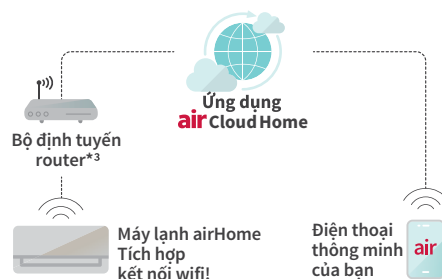 Ứng dụng
air Cloud Home
Bộ định tuyến
router*3
Máy lạnh airHome
Tích hợp
kết nối wifi!
Điện thoại
thông minh
của bạn
air